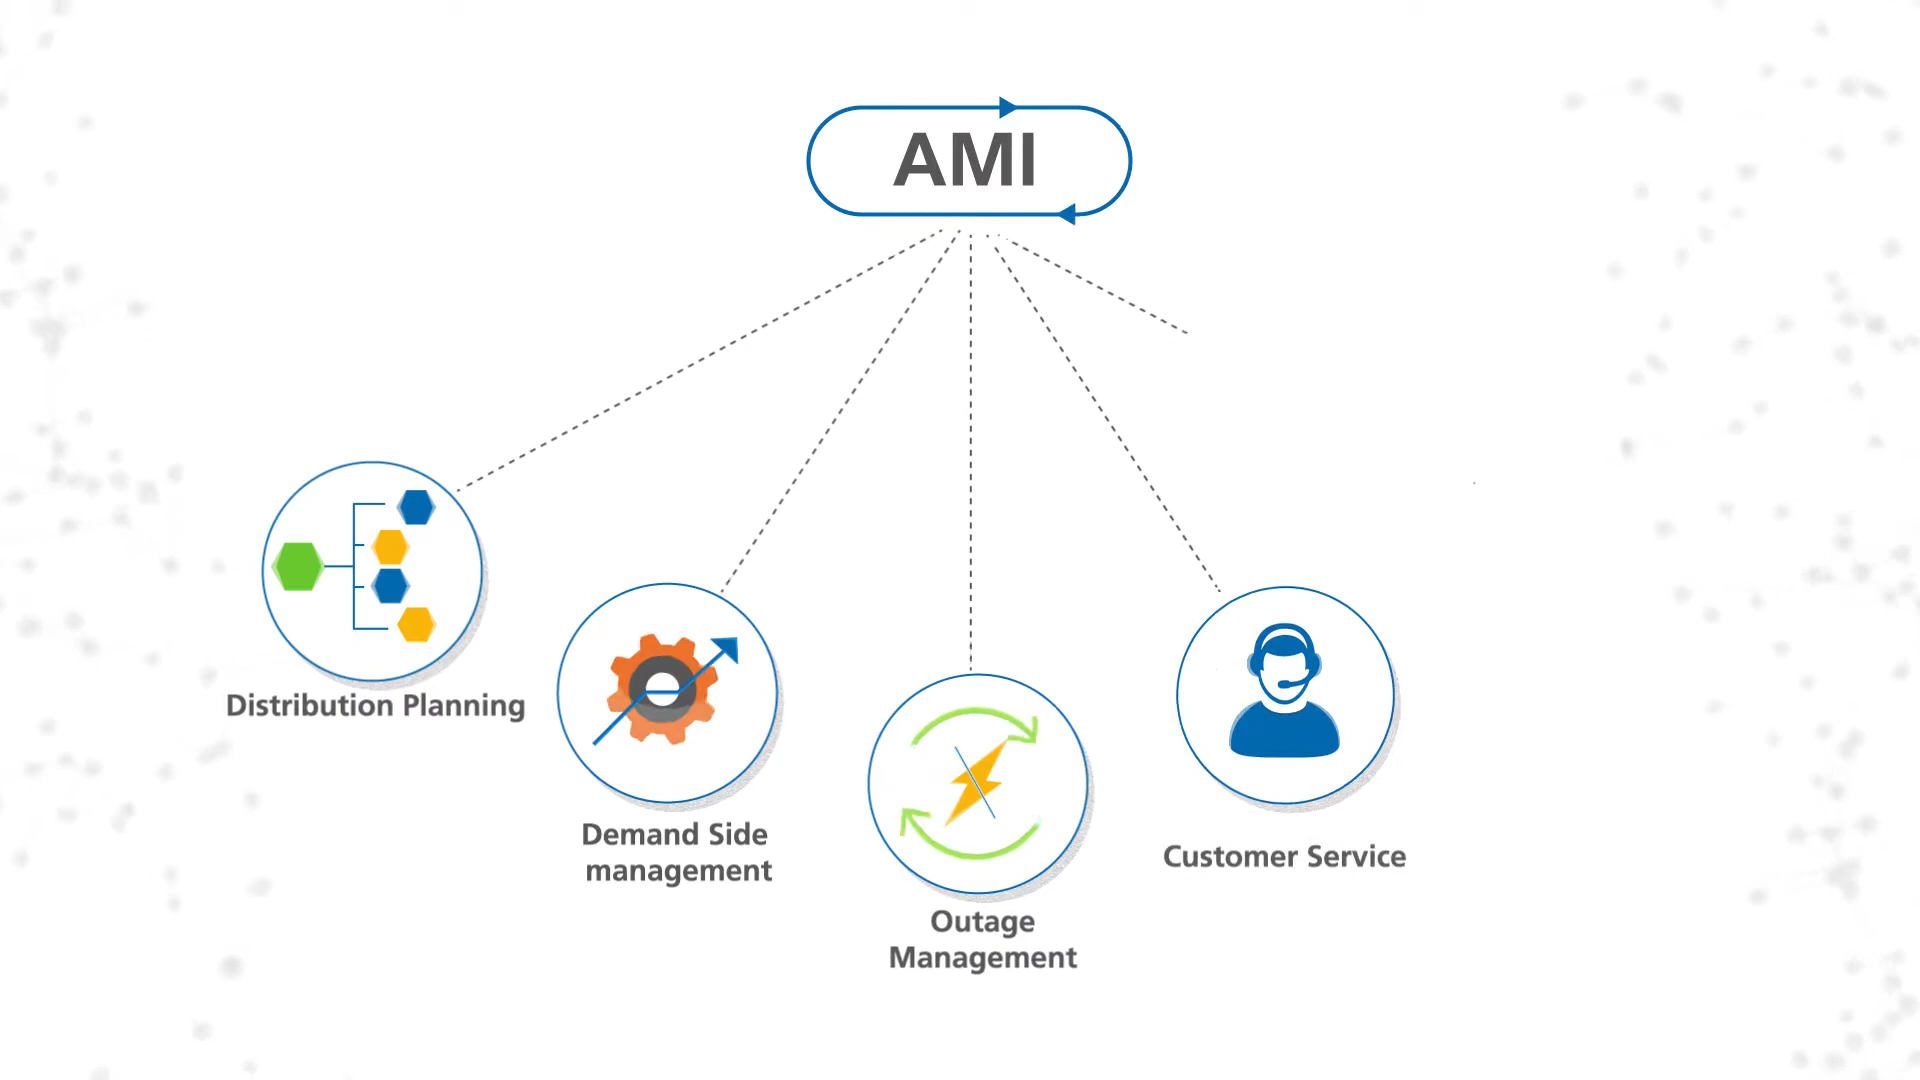 AMI
Distribution Planning
Demand Side
management
Outage
Management
Customer Service